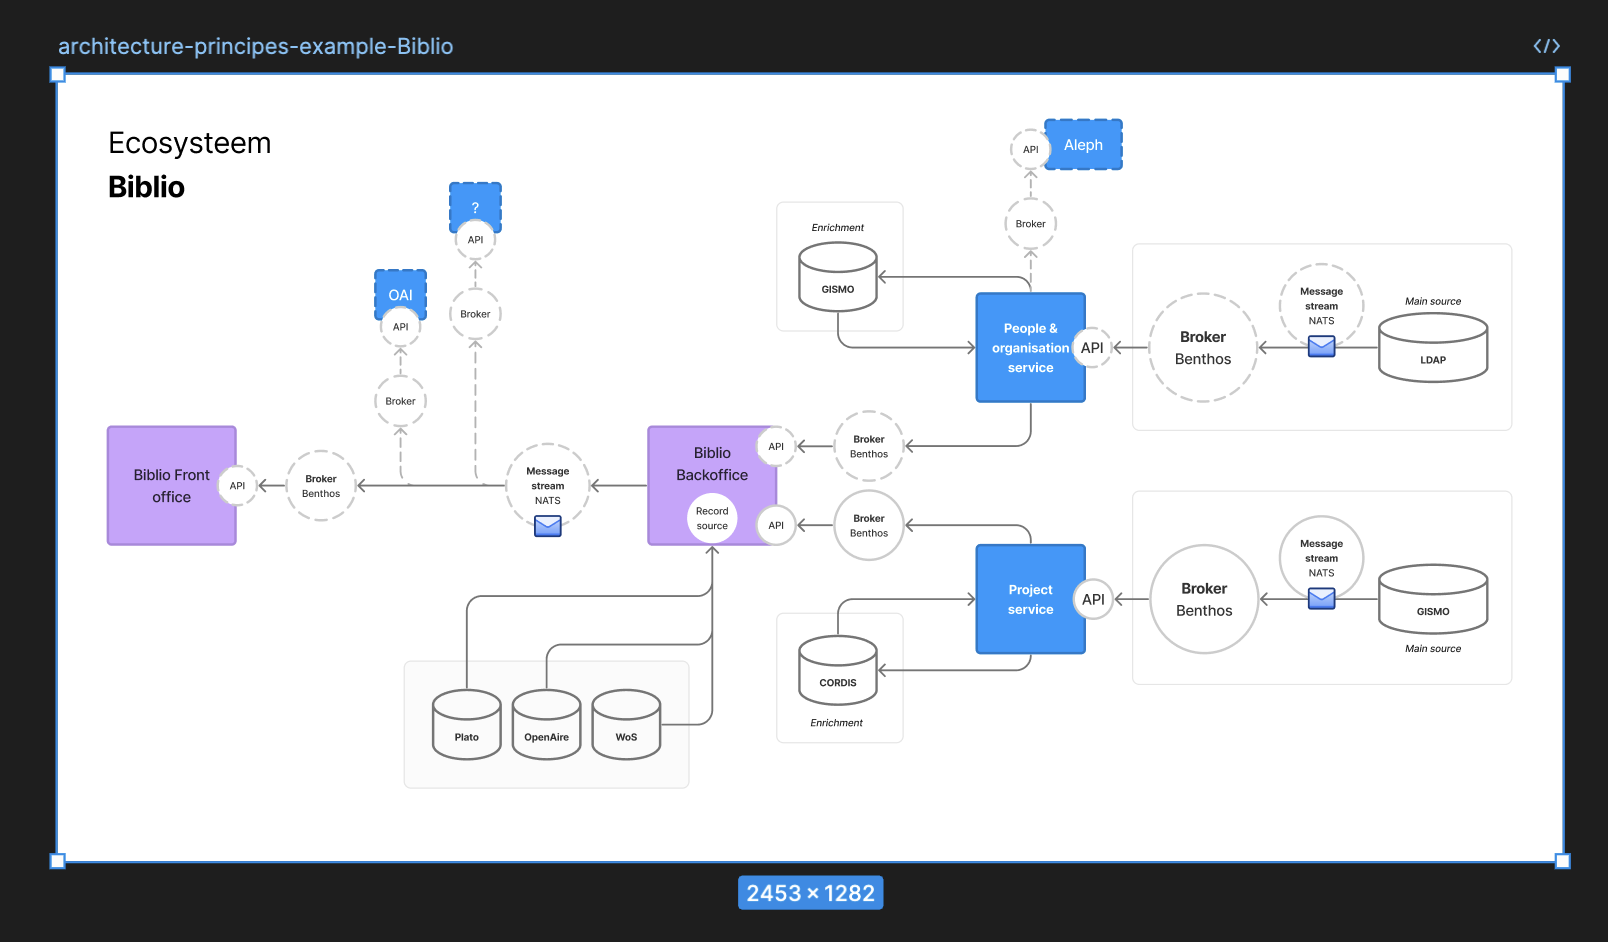 architecture-principes-example-Biblio
</>
Ecosysteem
Biblio
?
API
Broker
OAI
API
Broker
Biblio Front
office
API
Broker
Benthos
Message
stream
NATS
Biblio
Backoffice
Record
source
API
API
Broker
Benthos
Broker
Benthos
Plato
OpenAire
WoS
Enrichment
GISMO
API
Aleph
Broker
People &
organisation
service
API
Broker
Benthos
Message
stream
NATS
Main source
LDAP
Project
service
API
Broker
Benthos
Message
stream
NATS
GISMO
Main source
CORDIS
Enrichment
2453 × 1282